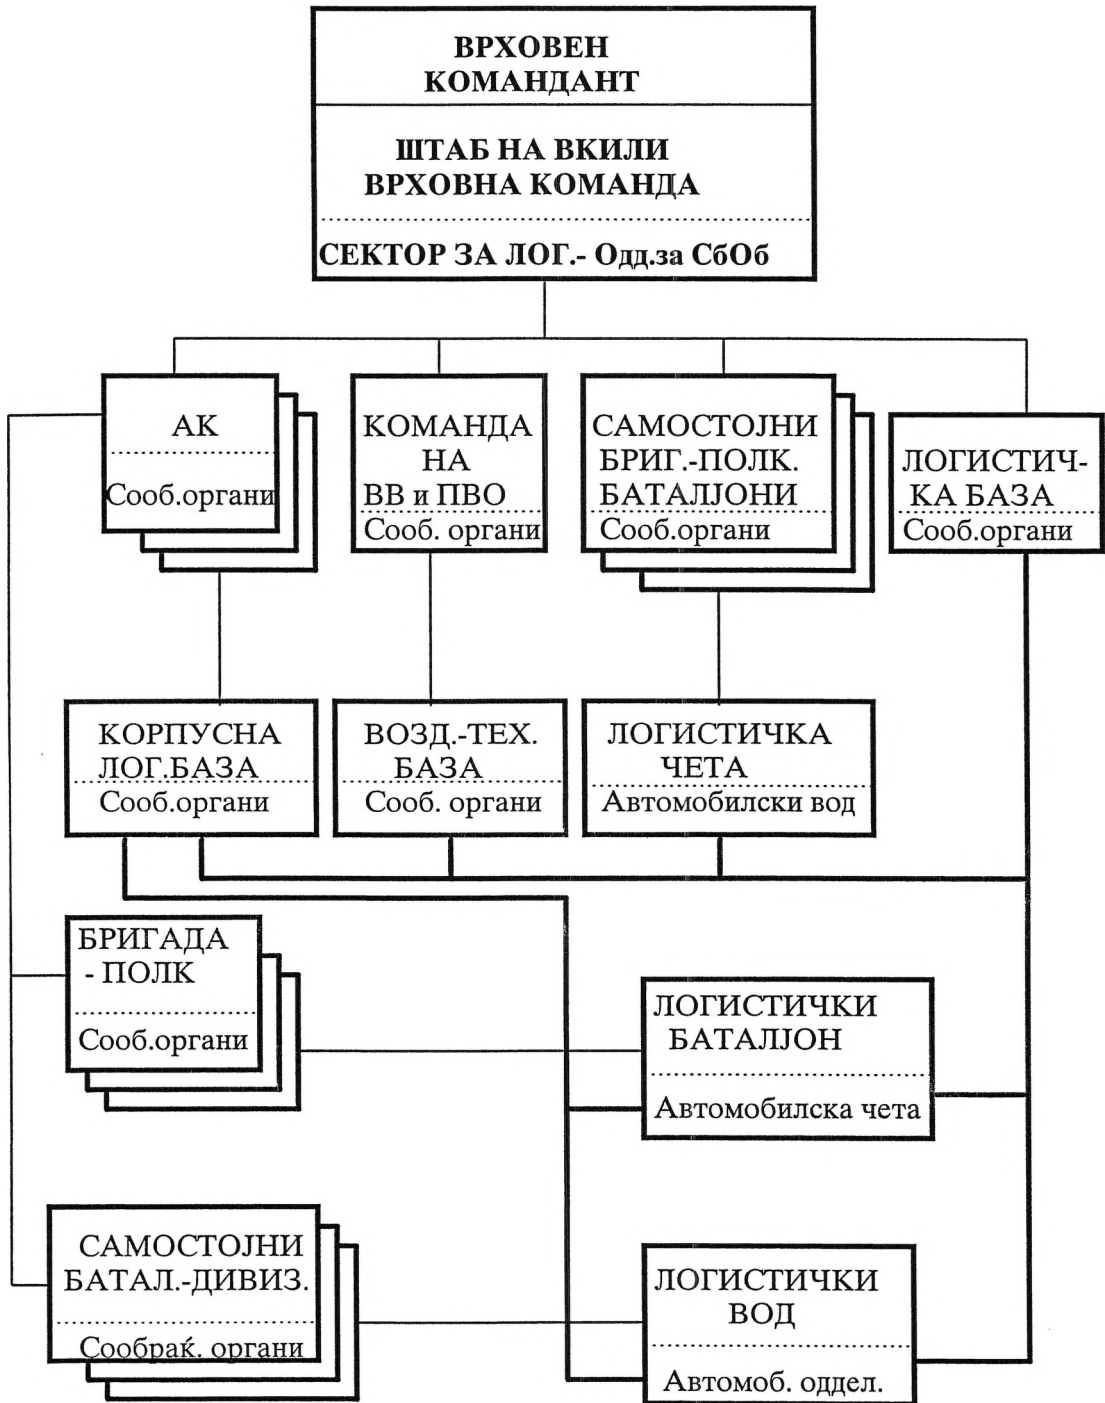 ВРХОВЕН
КОМАНДАНТ
ШТАБ НА ВКИЛИ
ВРХОВНА КОМАНДА
СЕКТОР ЗА ЛОГ.- Одд.за СбОб
АК
Сооб.органи
КОМАНДА
НА
ВВ и ПВО
Сооб. органи
САМОСТОЈНИ
БРИГ.-ПОЛК.
БАТАЛЈОНИ
Сооб.органи
ЛОГИСТИЧ-
КА БАЗА
Сооб.органи
КОРПУСНА
ЛОГ.БАЗА
Сооб.органи
ВОЗД.-ТЕХ.
БАЗА
Сооб. органи
ЛОГИСТИЧКА
ЧЕТА
Автомобилски вод
БРИГАДА
- ПОЛК
Сооб.органи
ЛОГИСТИЧКИ
БАТАЛЈОН
Автомобилска чета
САМОСТОЈНИ
БАТАЛ.-ДИВИЗ.
Сообраќ. органи
ЛОГИСТИЧКИ
ВОД
Автомоб. оддел.